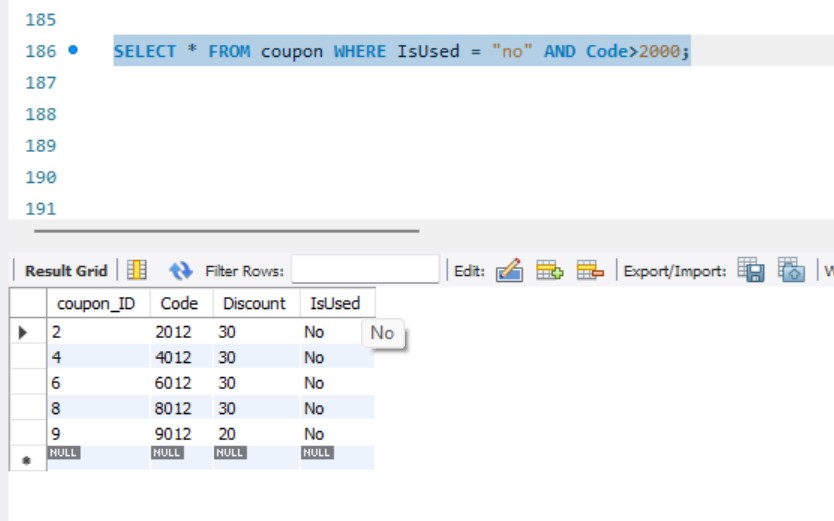 185
186 SELECT * FROM coupon WHERE IsUsed = "no" AND Code>2000;
187
188
189
190
191
Result Grid Filter Rows: Edit: Export/Import: W
coupon_ID Code Discount IsUsed
2 2012 30 No No
4 4012 30 No
6 6012 30 No
8 8012 30 No
9 9012 20 No
NULL NULL NULL NULL